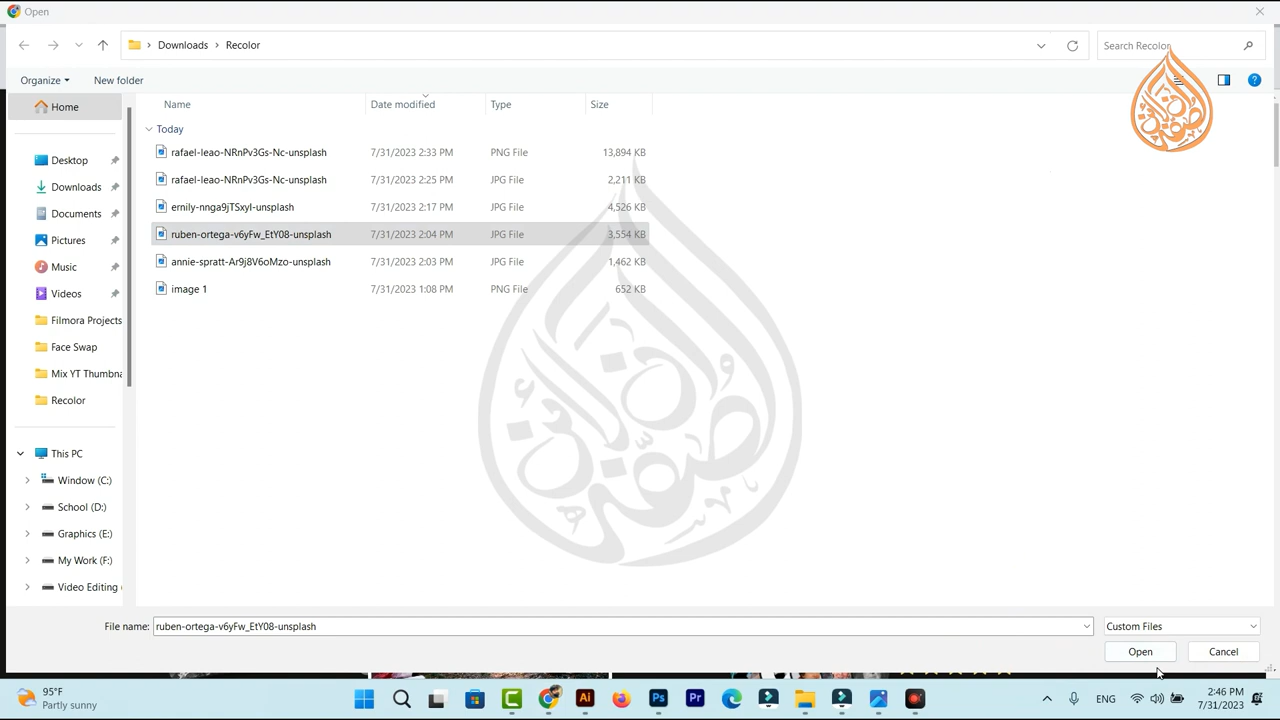 Open
Downloads > Recolor
Search Recolor
Organize
New folder
Name Date modified Type Size
Today
rafael-leao-NRnPv3Gs-Nc-unsplash 7/31/2023 2:33 PM PNG File 13,894 KB
rafael-leao-NRnPv3Gs-Nc-unsplash 7/31/2023 2:25 PM JPG File 2,211 KB
ernily-nnga9jTSxyI-unsplash 7/31/2023 2:17 PM JPG File 4,526 KB
ruben-ortega-v6yFw_EtY08-unsplash 7/31/2023 2:04 PM JPG File 3,554 KB
annie-spratt-Ar9j8V6oMzo-unsplash 7/31/2023 2:03 PM JPG File 1,462 KB
image 1 7/31/2023 1:08 PM PNG File 652 KB
Home
Desktop
Downloads
Documents
Pictures
Music
Videos
Filmora Projects
Face Swap
Mix YT Thumbna
Recolor
This PC
Window (C:)
School (D:)
Graphics (E:)
My Work (F:)
Video Editing (
File name: ruben-ortega-v6yFw_EtY08-unsplash
Custom Files
Open Cancel
95°F
Partly sunny
ENG
2:46 PM
7/31/2023